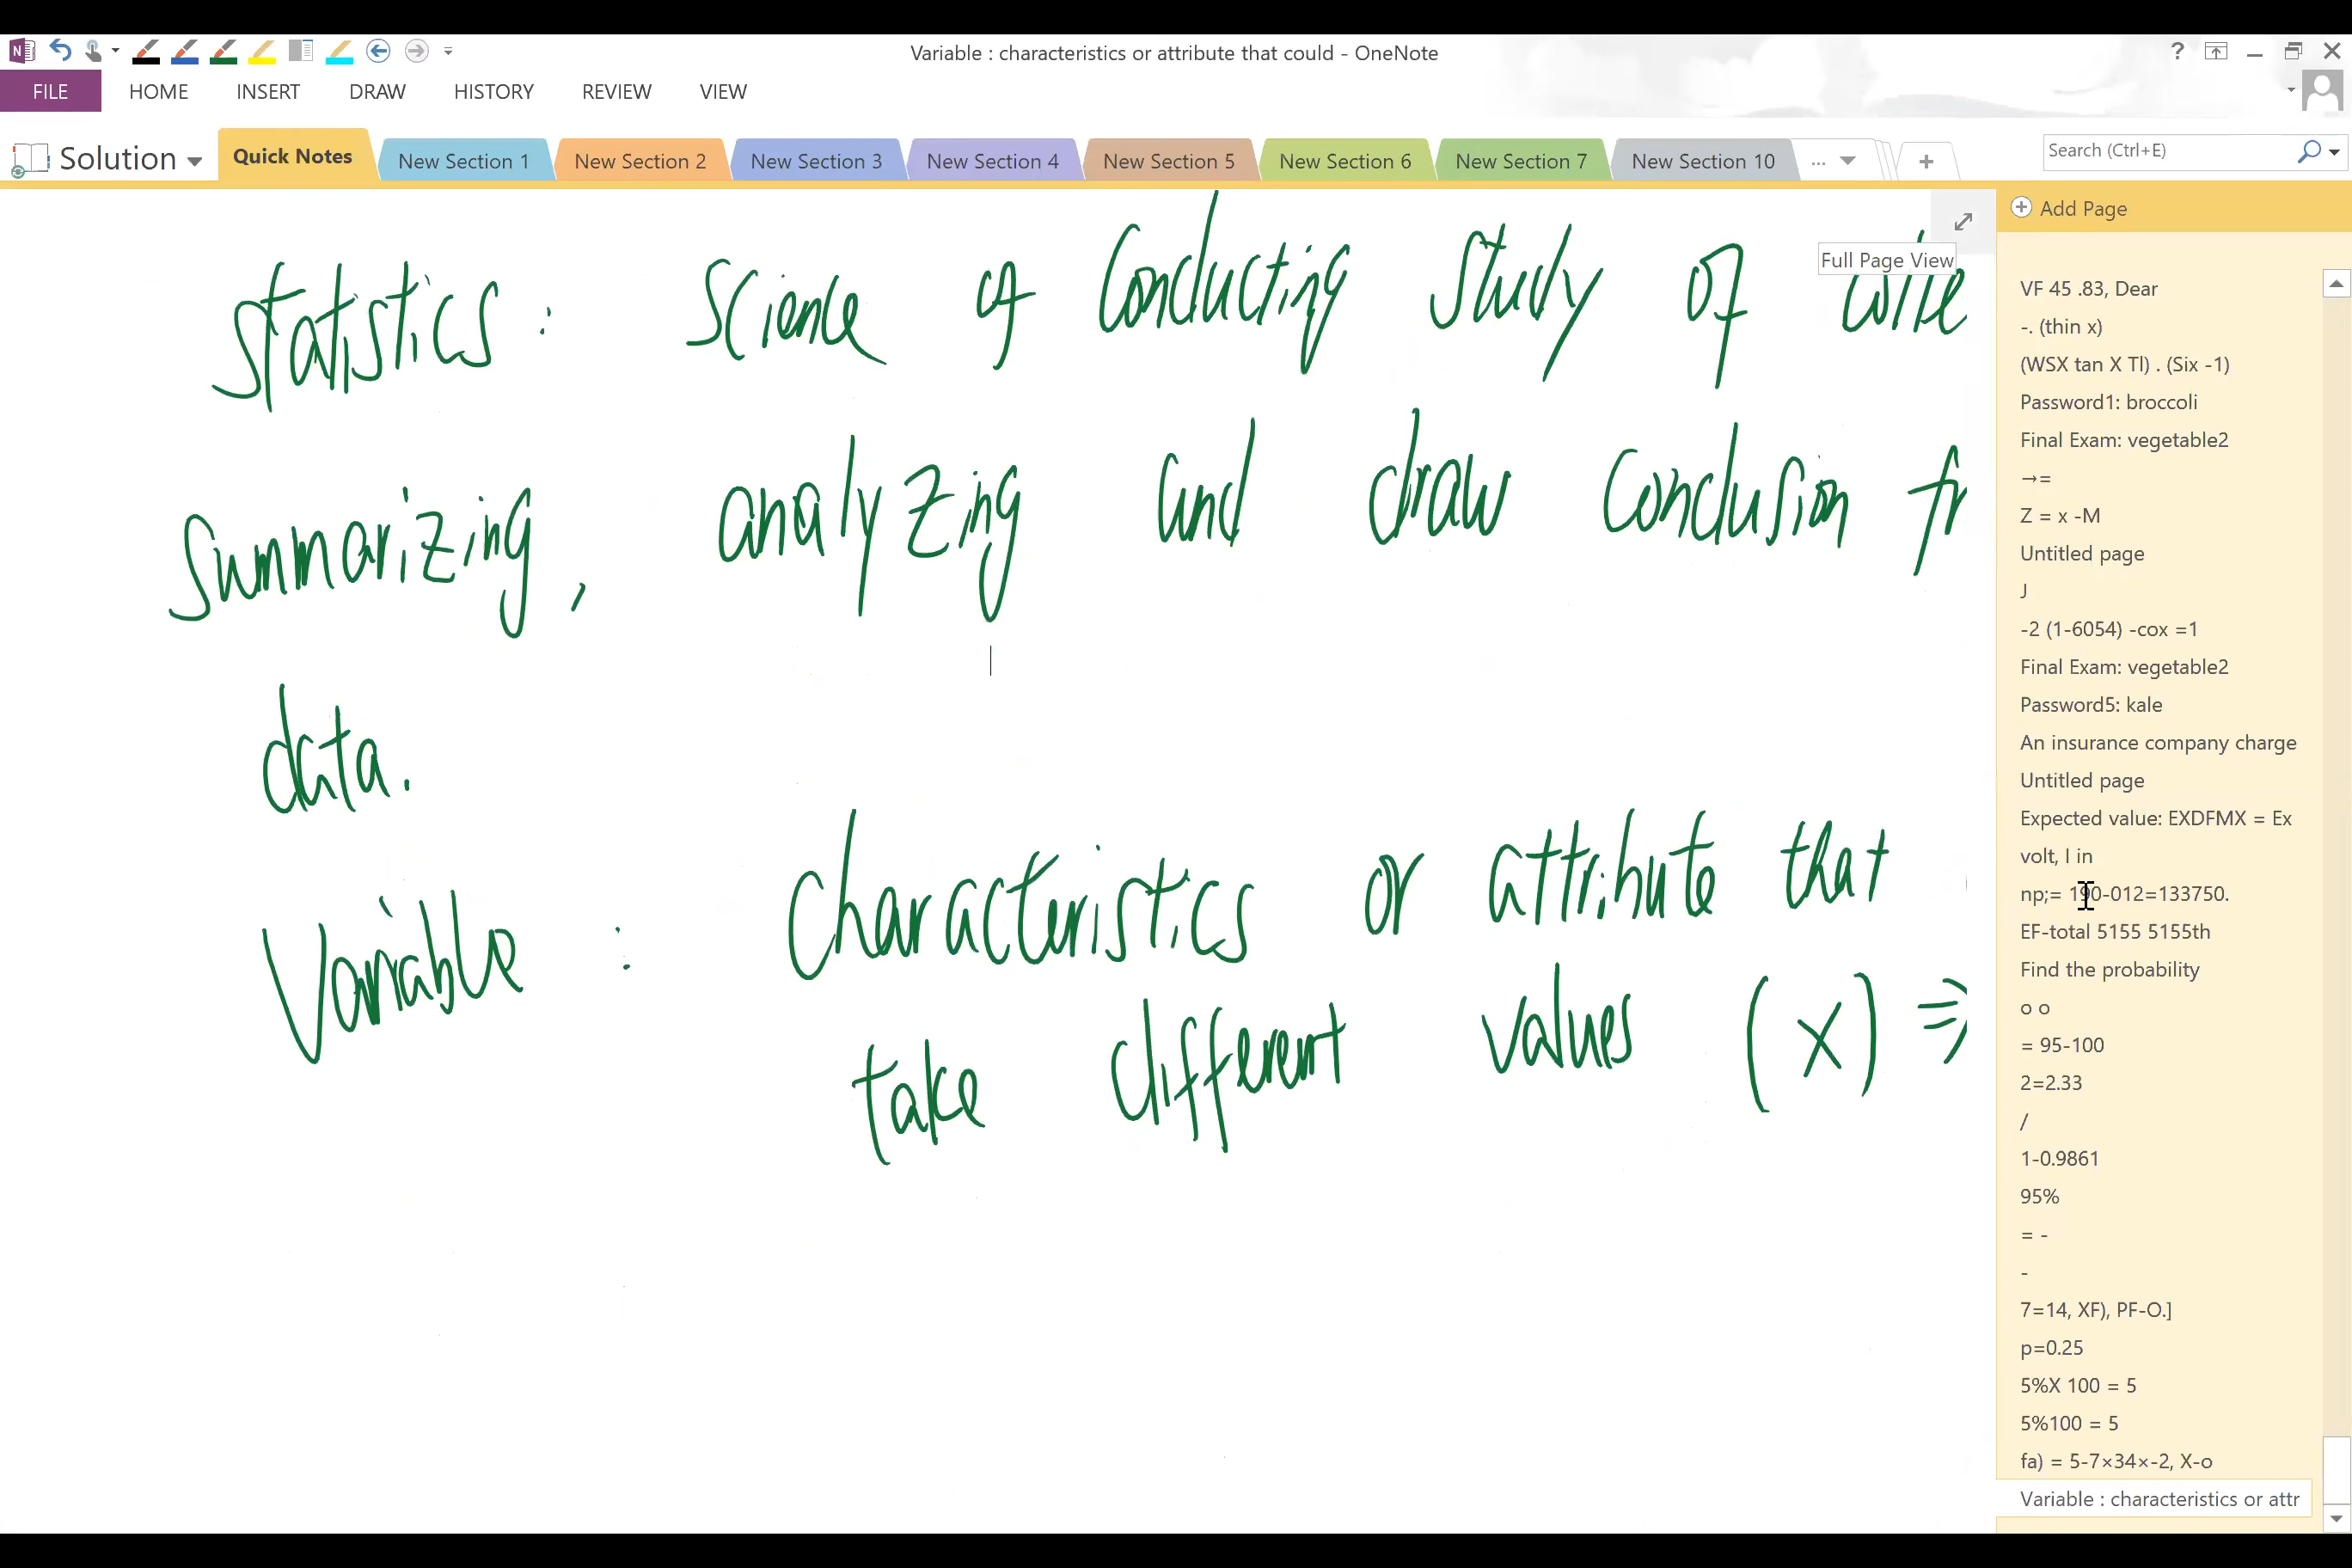 Variable : characteristics or attribute that could - OneNote
FILE HOME INSERT DRAW HISTORY REVIEW VIEW
Solution Quick Notes New Section 1 New Section 2 New Section 3 New Section 4 New Section 5 New Section 6 New Section 7 New Section 10 ... + Search (Ctrl+E)
Full Page View
statistics : science of conducting study of colle
summarizing, analyzing and draw conclusion fr
data.
Variable : characteristics or attribute that
take different values (x) ⇒
Add Page
VF 45 .83, Dear
-. (thin x)
(WSX tan X Tl) . (Six -1)
Password1: broccoli
Final Exam: vegetable2
→=
Z = x -M
Untitled page
J
-2 (1-6054) -cox =1
Final Exam: vegetable2
Password5: kale
An insurance company charge
Untitled page
Expected value: EXDFMX = Ex
volt, l in
np;= 190-012=133750.
EF-total 5155 5155th
Find the probability
o o
= 95-100
2=2.33
/
1-0.9861
95%
= -
-
7=14, XF), PF-O.]
p=0.25
5%X 100 = 5
5%100 = 5
fa) = 5-7×34×-2, X-o
Variable : characteristics or attr